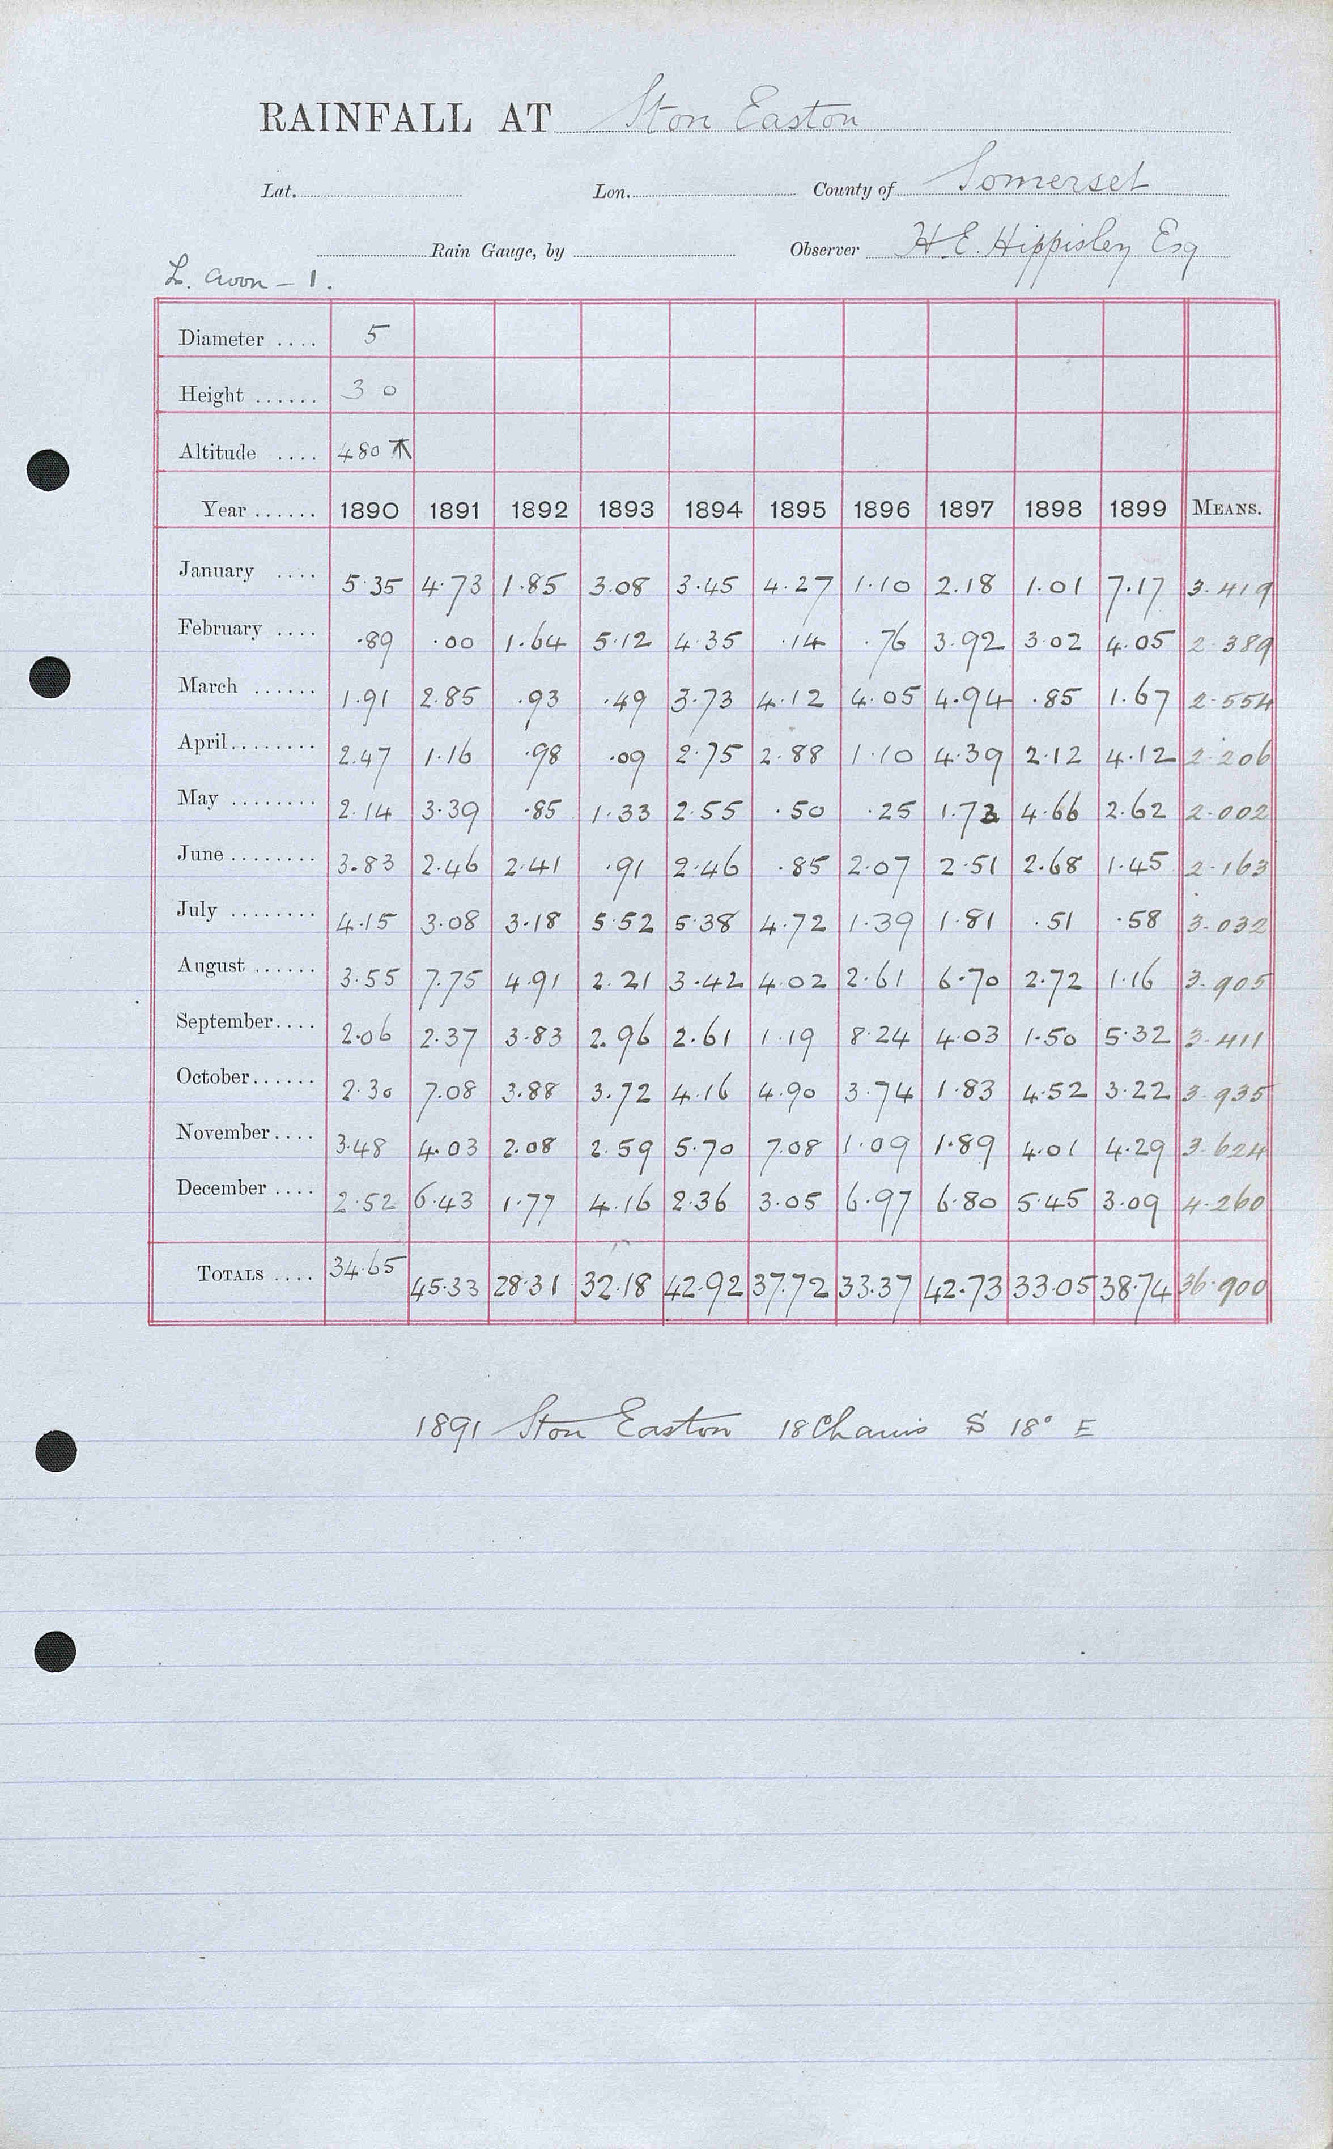 RAINFALL AT Ston Easton
Lat. Lon. County of Somerset
Rain Gauge, by Observer H. E. Hippisley Esq
L. Avon - 1.
Diameter .... 5
Height ...... 3 0
Altitude .... 480
Year ...... 1890 1891 1892 1893 1894 1895 1896 1897 1898 1899 MEANS.
January .... 5.35 4.73 1.85 3.08 3.45 4.27 1.10 2.18 1.01 7.17 3.419
February .... .89 .00 1.64 5.12 4.35 .14 .76 3.92 3.02 4.05 2.389
March ...... 1.91 2.85 .93 .49 3.73 4.12 4.05 4.94 .85 1.67 2.554
April........ 2.47 1.16 .98 .09 2.75 2.88 1.10 4.39 2.12 4.12 2.206
May ........ 2.14 3.39 .85 1.33 2.55 .50 .25 1.73 4.66 2.62 2.002
June ........ 3.83 2.46 2.41 .91 2.46 .85 2.07 2.51 2.68 1.45 2.163
July ........ 4.15 3.08 3.18 5.52 5.38 4.72 1.39 1.81 .51 .58 3.032
August ...... 3.55 7.75 4.91 2.21 3.42 4.02 2.61 6.70 2.72 1.16 3.905
September.... 2.06 2.37 3.83 2.96 2.61 1.19 8.24 4.03 1.50 5.32 3.411
October...... 2.30 7.08 3.88 3.72 4.16 4.90 3.74 1.83 4.52 3.22 3.935
November.... 3.48 4.03 2.08 2.59 5.70 7.08 1.09 1.89 4.01 4.29 3.624
December .... 2.52 6.43 1.77 4.16 2.36 3.05 6.97 6.80 5.45 3.09 4.260
TOTALS .... 34.65 45.33 28.31 32.18 42.92 37.72 33.37 42.73 33.05 38.74 36.900
1891 Ston Easton 18 Chains S 18° E